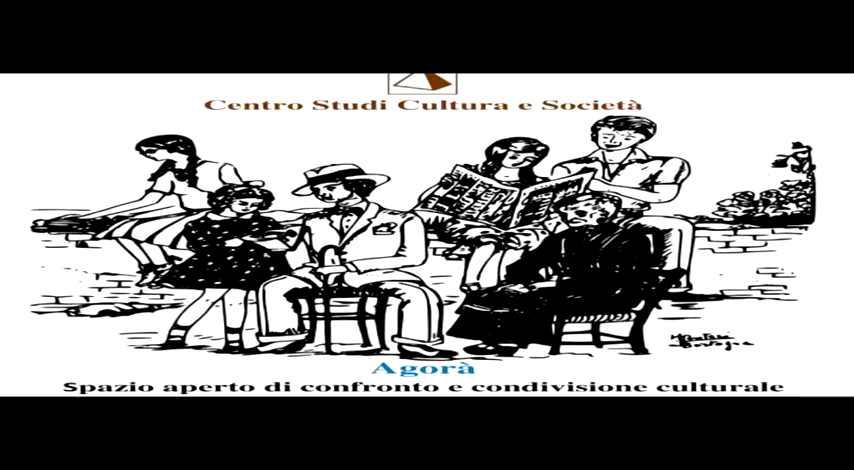 Centro Studi Cultura e Società
Agorà
Spazio aperto di confronto e condivisione culturale